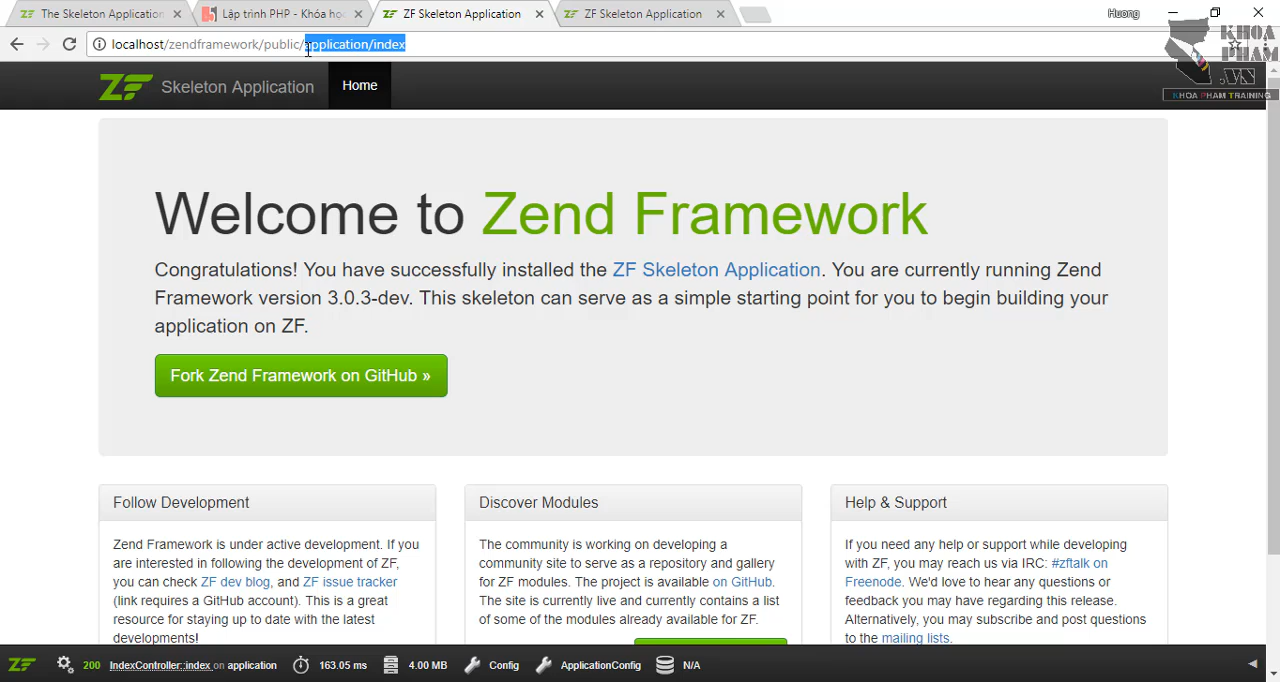 The Skeleton Application
Lập trình PHP - Khóa học
ZF Skeleton Application
ZF Skeleton Application
Huong
localhost/zendframework/public/application/index
KHOA
PHAM
.VN
KHOA PHAM TRAINING
ZF Skeleton Application
Home
Welcome to Zend Framework
Congratulations! You have successfully installed the ZF Skeleton Application. You are currently running Zend
Framework version 3.0.3-dev. This skeleton can serve as a simple starting point for you to begin building your
application on ZF.
Fork Zend Framework on GitHub »
Follow Development
Zend Framework is under active development. If you
are interested in following the development of ZF,
you can check ZF dev blog, and ZF issue tracker
(link requires a GitHub account). This is a great
resource for staying up to date with the latest
developments!
Discover Modules
The community is working on developing a
community site to serve as a repository and gallery
for ZF modules. The project is available on GitHub.
The site is currently live and currently contains a list
of some of the modules already available for ZF.
Help & Support
If you need any help or support while developing
with ZF, you may reach us via IRC: #zftalk on
Freenode. We'd love to hear any questions or
feedback you may have regarding this release.
Alternatively, you may subscribe and post questions
to the mailing lists.
ZF 200 IndexController::index on application 163.05 ms 4.00 MB Config ApplicationConfig N/A